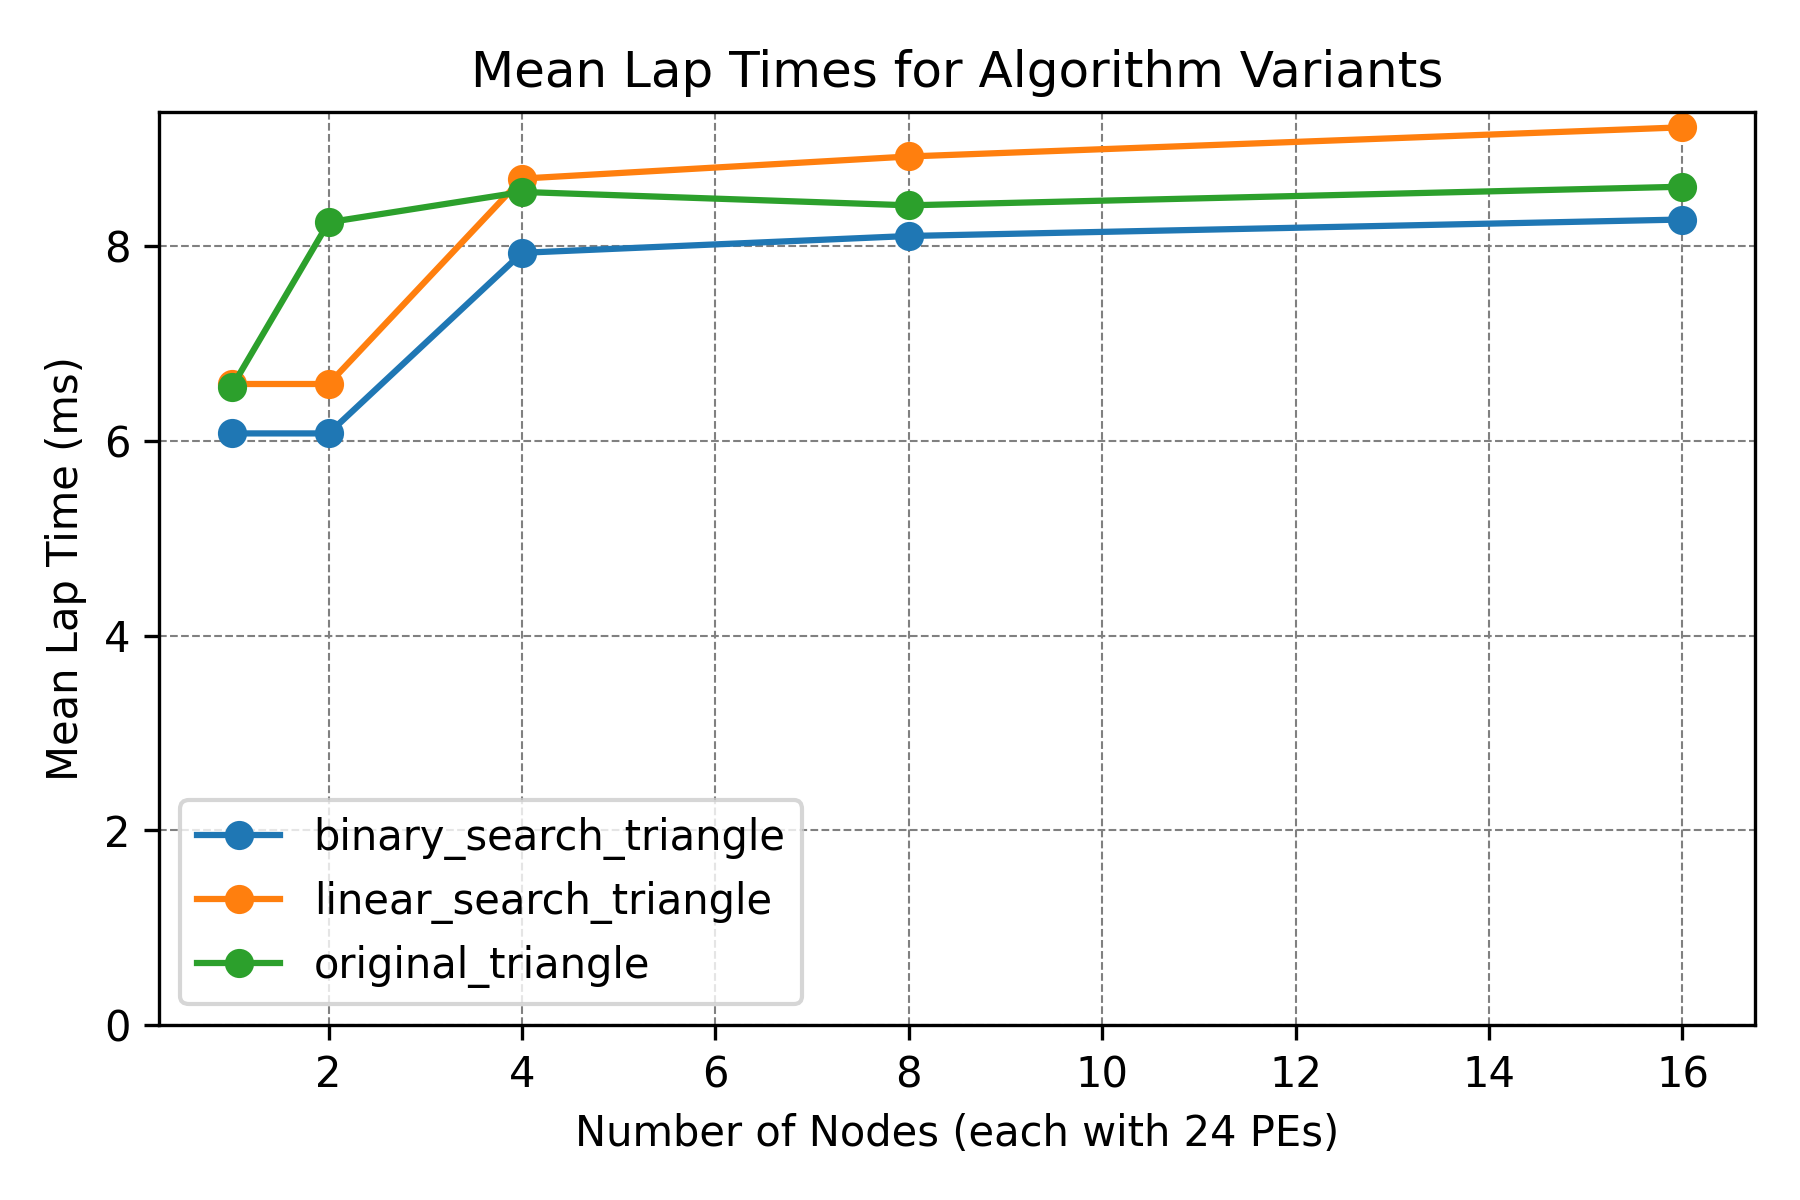 Mean Lap Times for Algorithm Variants
Mean Lap Time (ms)
8
6
4
2
0
binary_search_triangle
linear_search_triangle
original_triangle
2 4 6 8 10 12 14 16
Number of Nodes (each with 24 PEs)